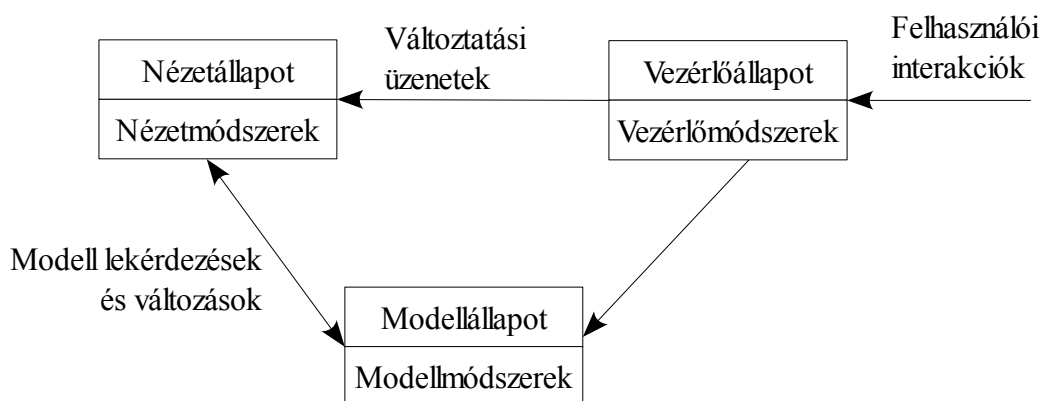 Nézetállapot
Nézetmódszerek
Változtatási
üzenetek
Vezérlőállapot
Vezérlőmódszerek
Felhasználói
interakciók
Modell lekérdezések
és változások
Modellállapot
Modellmódszerek